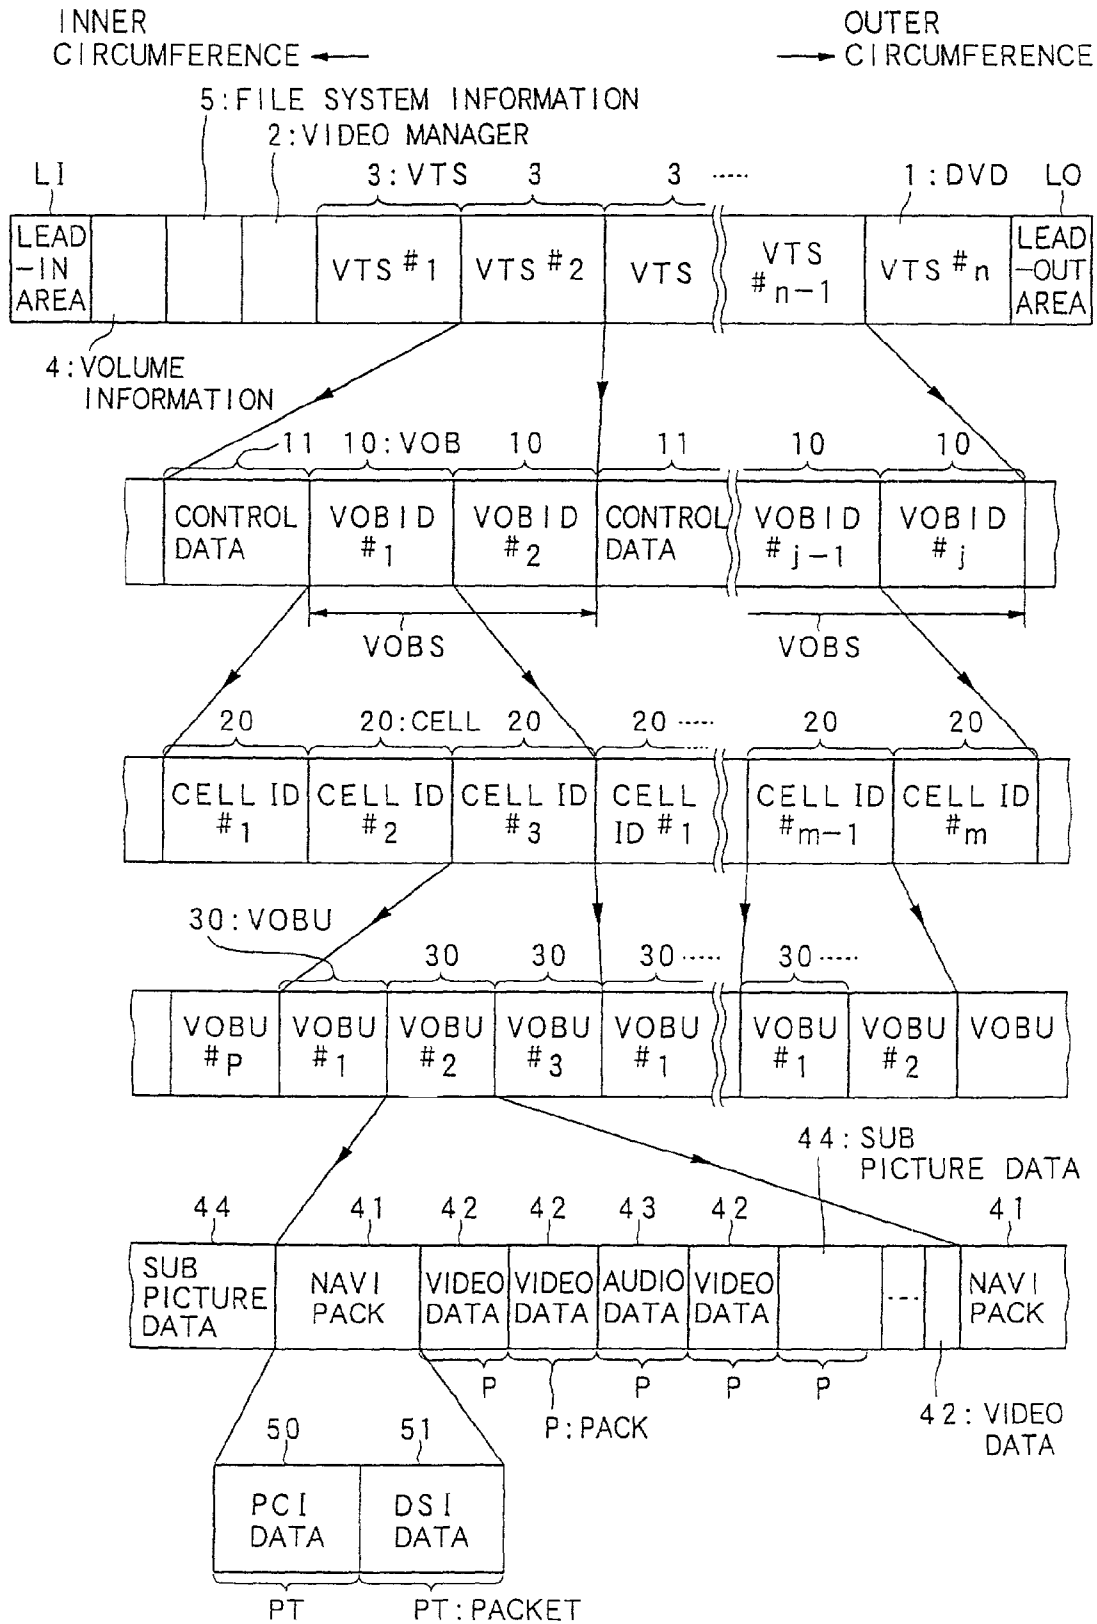 INNER CIRCUMFERENCE
OUTER CIRCUMFERENCE
5:FILE SYSTEM INFORMATION
2:VIDEO MANAGER
LI
3:VTS 3 3 .....
1:DVD LO
LEAD -IN AREA
VTS #1
VTS #2
VTS
VTS #n-1
VTS #n
LEAD -OUT AREA
4:VOLUME INFORMATION
11 10:VOB 10 11 10 10
CONTROL DATA
VOBID #1
VOBID #2
CONTROL DATA
VOBID #j-1
VOBID #j
VOBS VOBS
20 20:CELL 20 20 ..... 20 20
CELL ID #1
CELL ID #2
CELL ID #3
CELL ID #1
CELL ID #m-1
CELL ID #m
30:VOBU
30 30 30 ..... 30 .....
VOBU #P
VOBU #1
VOBU #2
VOBU #3
VOBU #1
VOBU #1
VOBU #2
VOBU
44:SUB PICTURE DATA
44 41 42 42 43 42 41
SUB PICTURE DATA
NAVI PACK
VIDEO DATA
VIDEO DATA
AUDIO DATA
VIDEO DATA
....
NAVI PACK
P P P P
P:PACK
42:VIDEO DATA
50 51
PCI DATA
DSI DATA
PT PT:PACKET